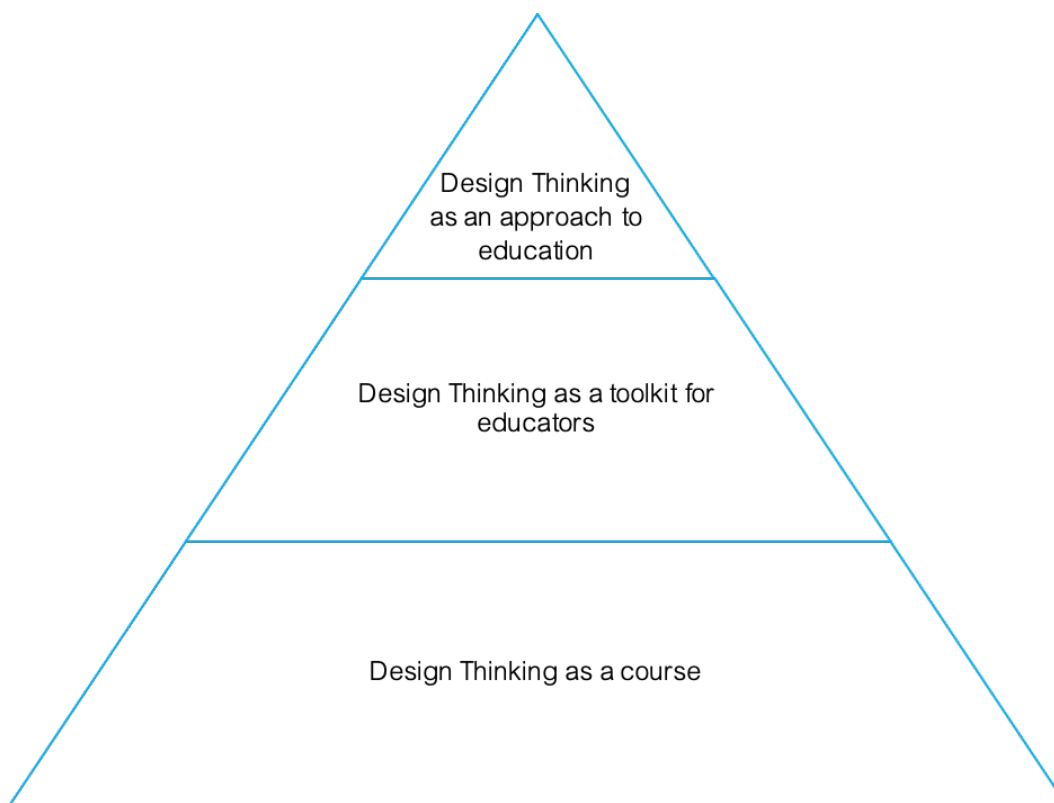 Design Thinking
as an approach to
education
Design Thinking as a toolkit for
educators
Design Thinking as a course